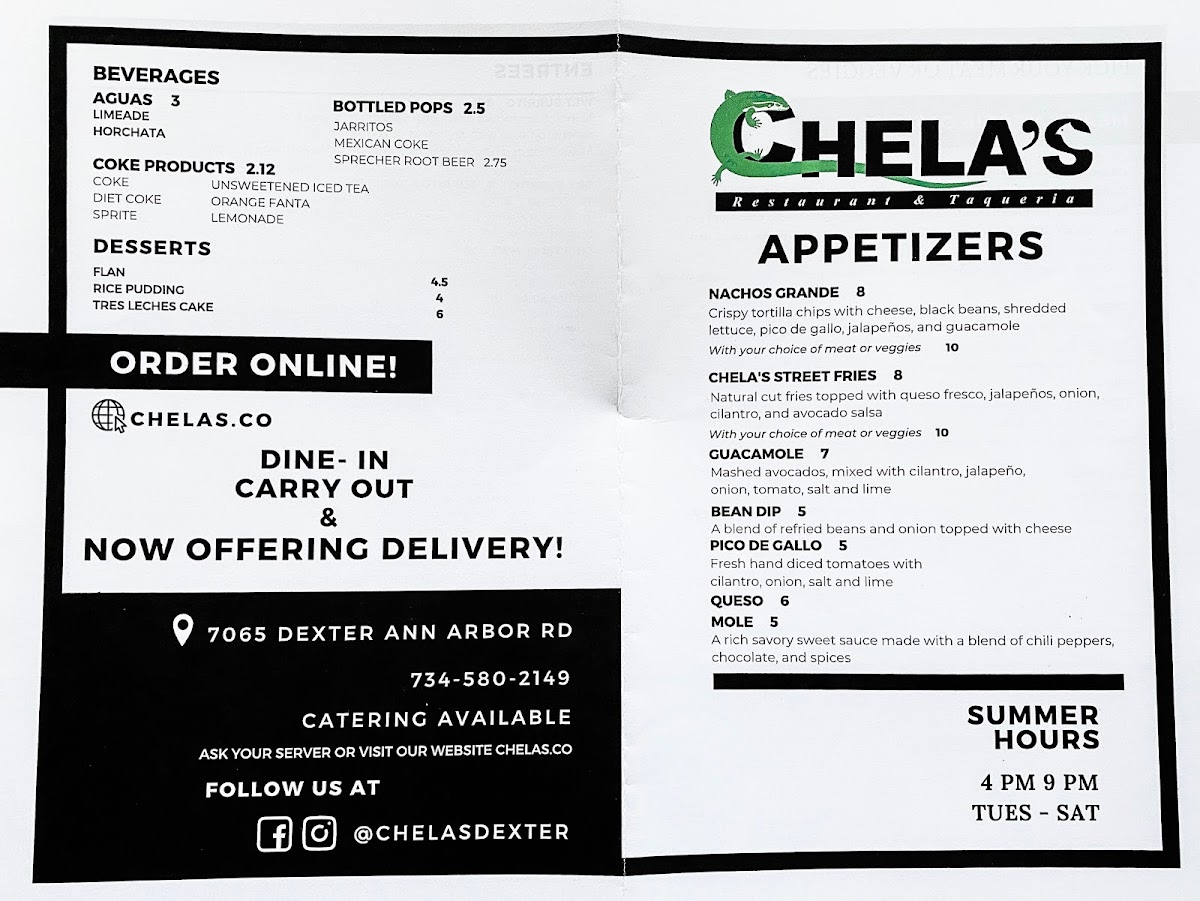 BEVERAGES
AGUAS 3
LIMEADE
HORCHATA
BOTTLED POPS 2.5
JARRITOS
MEXICAN COKE
SPRECHER ROOT BEER 2.75
COKE PRODUCTS 2.12
COKE
DIET COKE
SPRITE
UNSWEETENED ICED TEA
ORANGE FANTA
LEMONADE
DESSERTS
FLAN 4.5
RICE PUDDING 4
TRES LECHES CAKE 6
ORDER ONLINE!
CHELAS.CO
DINE- IN
CARRY OUT
&
NOW OFFERING DELIVERY!
7065 DEXTER ANN ARBOR RD
734-580-2149
CATERING AVAILABLE
ASK YOUR SERVER OR VISIT OUR WEBSITE CHELAS.CO
FOLLOW US AT
@CHELASDEXTER
CHELA'S
Restaurant & Taqueria
APPETIZERS
NACHOS GRANDE 8
Crispy tortilla chips with cheese, black beans, shredded
lettuce, pico de gallo, jalapeños, and guacamole
With your choice of meat or veggies 10
CHELA'S STREET FRIES 8
Natural cut fries topped with queso fresco, jalapeños, onion,
cilantro, and avocado salsa
With your choice of meat or veggies 10
GUACAMOLE 7
Mashed avocados, mixed with cilantro, jalapeño,
onion, tomato, salt and lime
BEAN DIP 5
A blend of refried beans and onion topped with cheese
PICO DE GALLO 5
Fresh hand diced tomatoes with
cilantro, onion, salt and lime
QUESO 6
MOLE 5
A rich savory sweet sauce made with a blend of chili peppers,
chocolate, and spices
SUMMER
HOURS
4 PM 9 PM
TUES - SAT